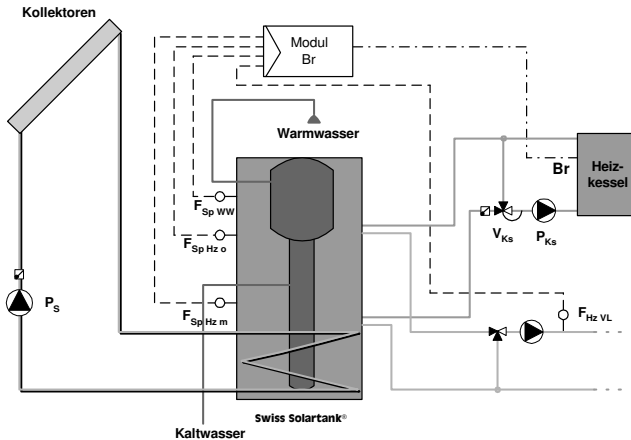 Kollektoren
Modul
Br
Warmwasser
Br
Heiz-
kessel
F Sp WW
F Sp Hz o
V Ks
P Ks
P S
F Sp Hz m
F Hz VL
Swiss Solartank®
Kaltwasser